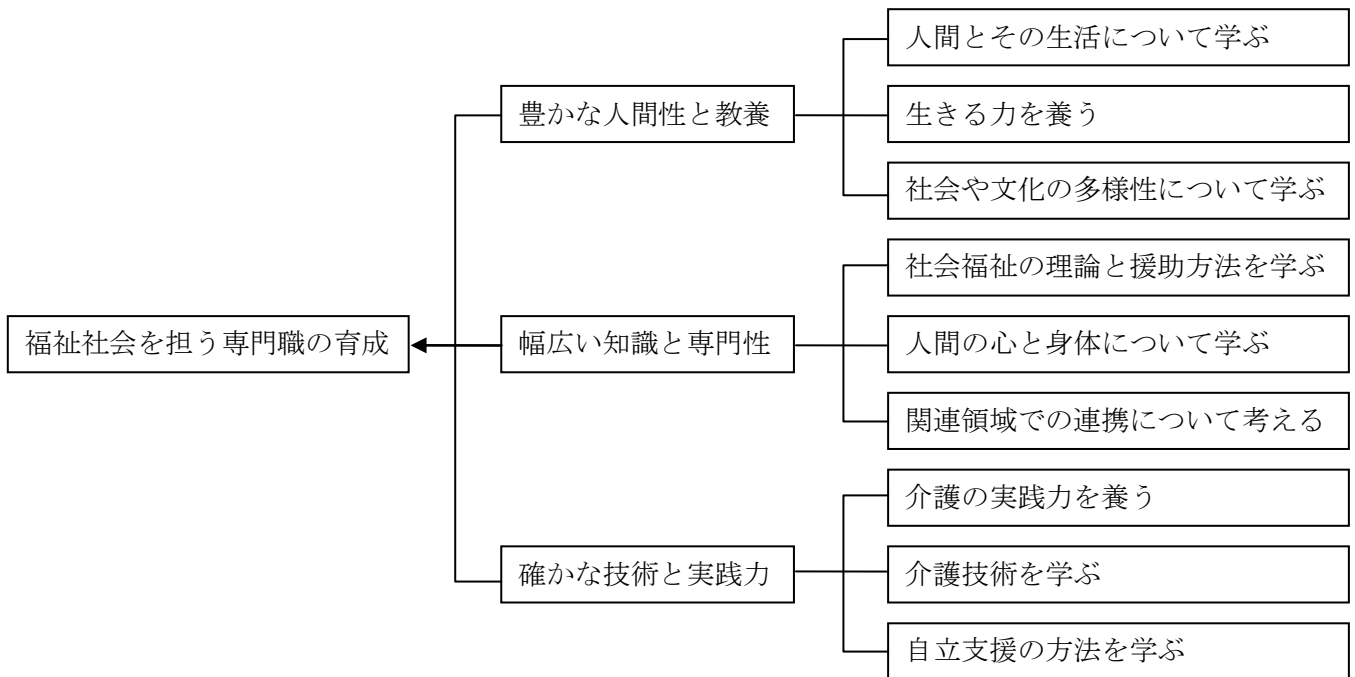 人間とその生活について学ぶ
豊かな人間性と教養
生きる力を養う
社会や文化の多様性について学ぶ
社会福祉の理論と援助方法を学ぶ
福祉社会を担う専門職の育成
幅広い知識と専門性
人間の心と身体について学ぶ
関連領域での連携について考える
介護の実践力を養う
確かな技術と実践力
介護技術を学ぶ
自立支援の方法を学ぶ